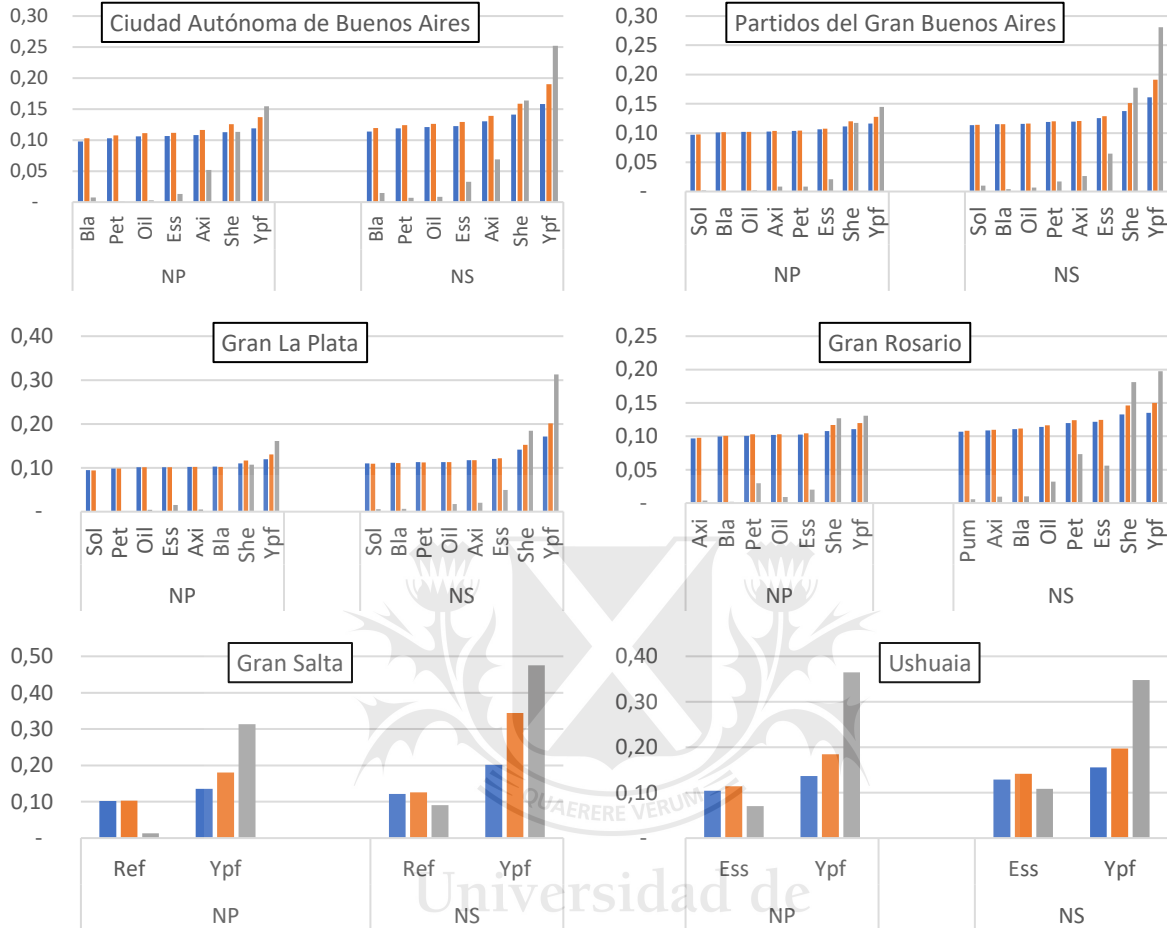 Ciudad Autónoma de Buenos Aires
0,30
0,25
0,20
0,15
0,10
0,05
-
Bla Pet Oil Ess Axi She Ypf Bla Pet Oil Ess Axi She Ypf
NP NS
Partidos del Gran Buenos Aires
0,30
0,25
0,20
0,15
0,10
0,05
-
Sol Bla Oil Axi Pet Ess She Ypf Sol Bla Oil Pet Axi Ess She Ypf
NP NS
Gran La Plata
0,40
0,30
0,20
0,10
-
Sol Pet Oil Ess Axi Bla She Ypf Sol Bla Pet Oil Axi Ess She Ypf
NP NS
Gran Rosario
0,25
0,20
0,15
0,10
0,05
-
Axi Bla Pet Oil Ess She Ypf Pum Axi Bla Oil Pet Ess She Ypf
NP NS
Gran Salta
0,50
0,40
0,30
0,20
0,10
-
Ref Ypf Ref Ypf
NP NS
Ushuaia
0,40
0,30
0,20
0,10
-
Ess Ypf Ess Ypf
NP NS
QUAERERE VERUM
Universidad de